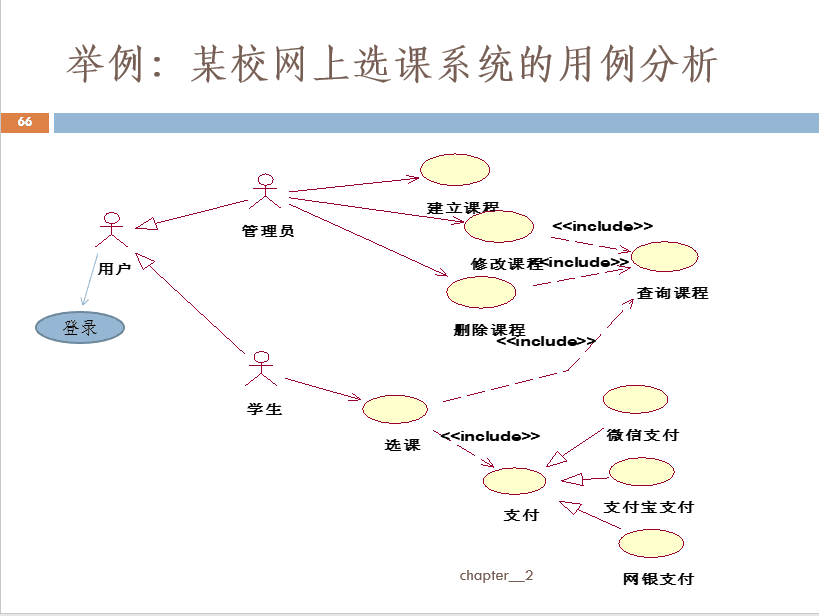 举例：某校网上选课系统的用例分析
66
建立课程
管理员
<<include>>
用户
修改课程
<<include>>
查询课程
登录
删除课程
<<include>>
学生
选课
<<include>>
微信支付
支付
支付宝支付
chapter__2
网银支付